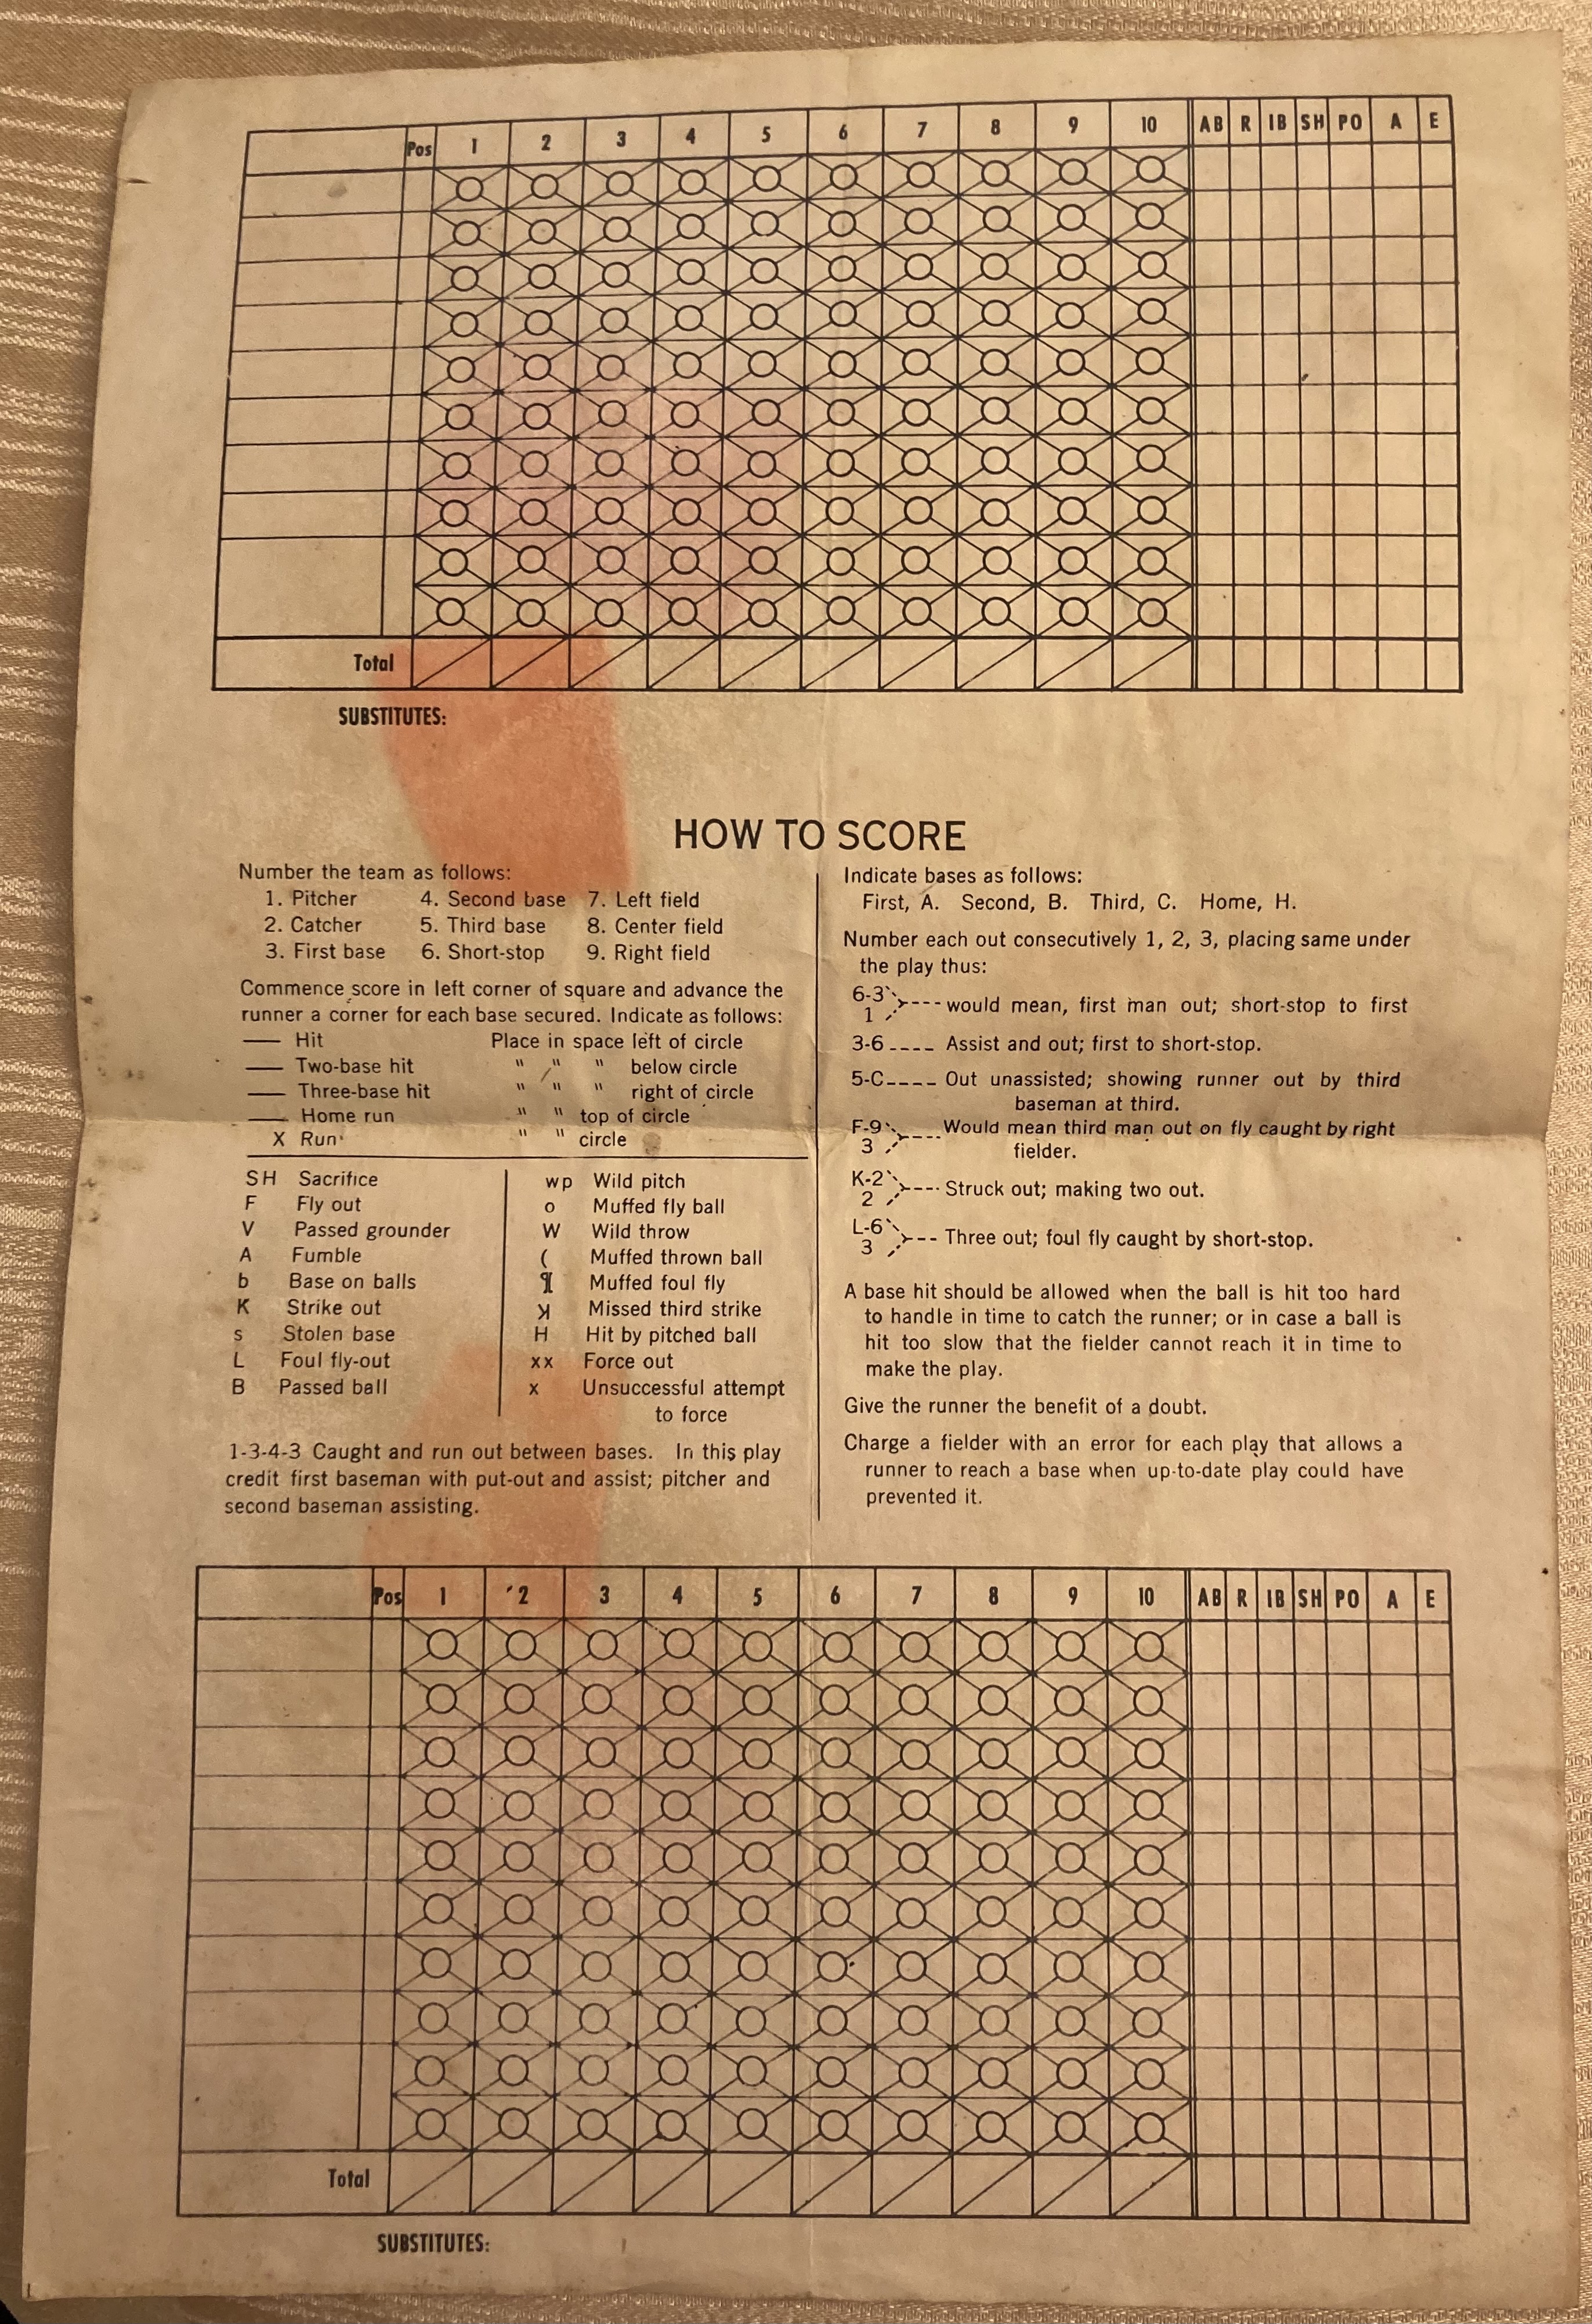 Pos 1 2 3 4 5 6 7 8 9 10 AB R IB SH PO A E
Total
SUBSTITUTES:
HOW TO SCORE
Number the team as follows:
1. Pitcher 4. Second base 7. Left field
2. Catcher 5. Third base 8. Center field
3. First base 6. Short-stop 9. Right field
Commence score in left corner of square and advance the
runner a corner for each base secured. Indicate as follows:
—— Hit Place in space left of circle
—— Two-base hit " " " below circle
—— Three-base hit " " " right of circle
—— Home run " " top of circle
X Run " " circle
SH Sacrifice
F Fly out
V Passed grounder
A Fumble
b Base on balls
K Strike out
s Stolen base
L Foul fly-out
B Passed ball
wp Wild pitch
o Muffed fly ball
W Wild throw
( Muffed thrown ball
Muffed foul fly
ʞ Missed third strike
H Hit by pitched ball
xx Force out
x Unsuccessful attempt
to force
1-3-4-3 Caught and run out between bases. In this play
credit first baseman with put-out and assist; pitcher and
second baseman assisting.
Indicate bases as follows:
First, A. Second, B. Third, C. Home, H.
Number each out consecutively 1, 2, 3, placing same under
the play thus:
6-3
1 ---- would mean, first man out; short-stop to first
3-6 ---- Assist and out; first to short-stop.
5-C ---- Out unassisted; showing runner out by third
baseman at third.
F-9
3 ---- Would mean third man out on fly caught by right
fielder.
K-2
2 ---- Struck out; making two out.
L-6
3 --- Three out; foul fly caught by short-stop.
A base hit should be allowed when the ball is hit too hard
to handle in time to catch the runner; or in case a ball is
hit too slow that the fielder cannot reach it in time to
make the play.
Give the runner the benefit of a doubt.
Charge a fielder with an error for each play that allows a
runner to reach a base when up-to-date play could have
prevented it.
Pos 1 2 3 4 5 6 7 8 9 10 AB R IB SH PO A E
Total
SUBSTITUTES: